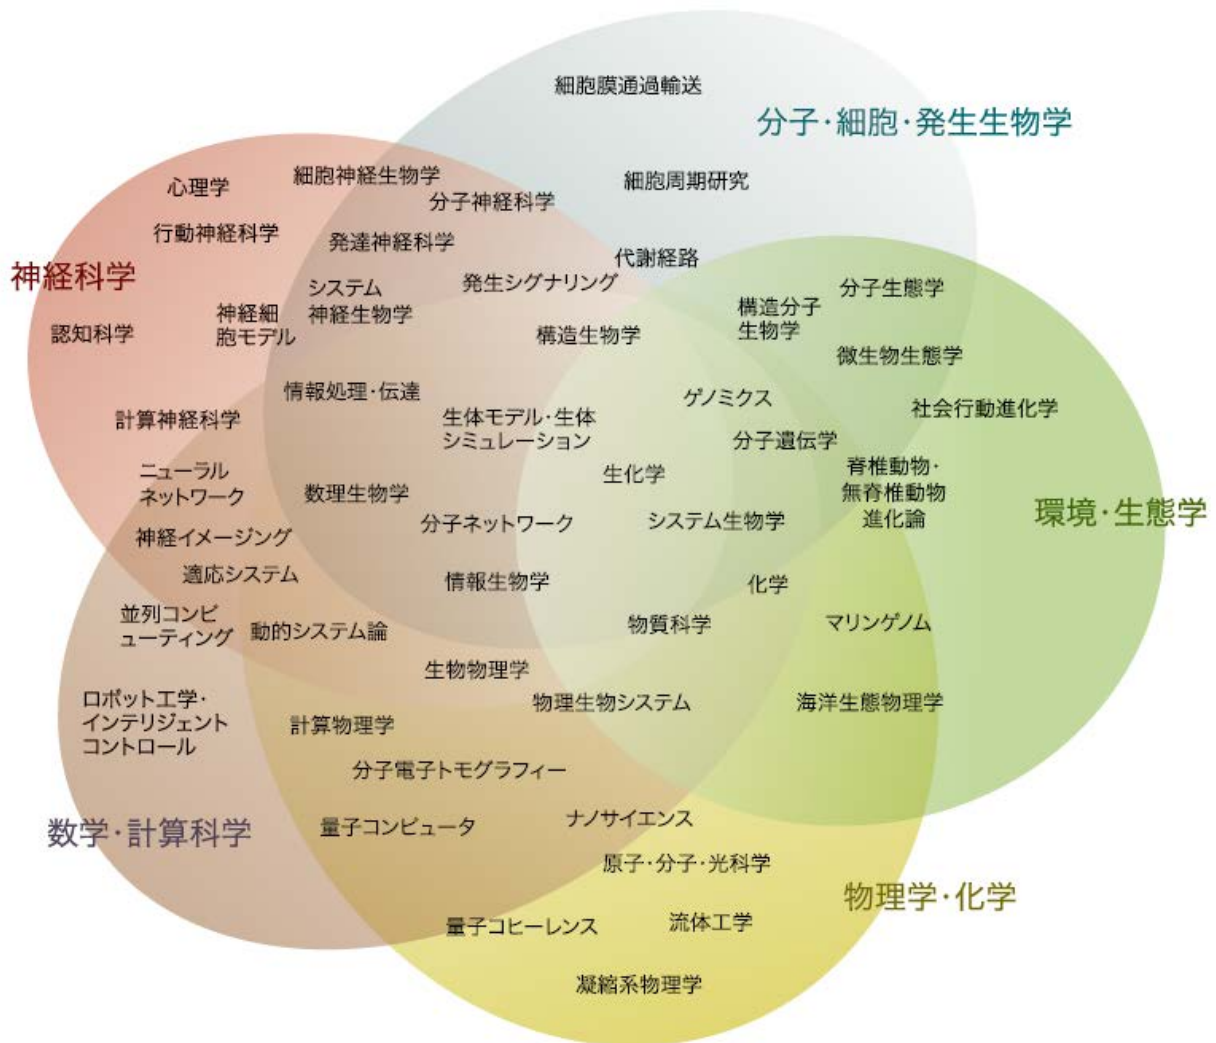 細胞膜通過輸送
分子・細胞・発生生物学
心理学
細胞神経生物学
分子神経科学
細胞周期研究
行動神経科学
発達神経科学
代謝経路
神経科学
システム
神経生物学
発生シグナリング
分子生態学
認知科学
神経細
胞モデル
構造生物学
構造分子
生物学
微生物生態学
情報処理・伝達
ゲノミクス
社会行動進化学
計算神経科学
生体モデル・生体
シミュレーション
分子遺伝学
ニューラル
ネットワーク
数理生物学
生化学
脊椎動物・
無脊椎動物
進化論
環境・生態学
神経イメージング
分子ネットワーク
システム生物学
適応システム
情報生物学
化学
並列コンピ
ューティング
動的システム論
物質科学
マリンゲノム
生物物理学
ロボット工学・
インテリジェント
コントロール
計算物理学
物理生物システム
海洋生態物理学
分子電子トモグラフィー
数学・計算科学
量子コンピュータ
ナノサイエンス
原子・分子・光科学
物理学・化学
量子コヒーレンス
流体工学
凝縮系物理学